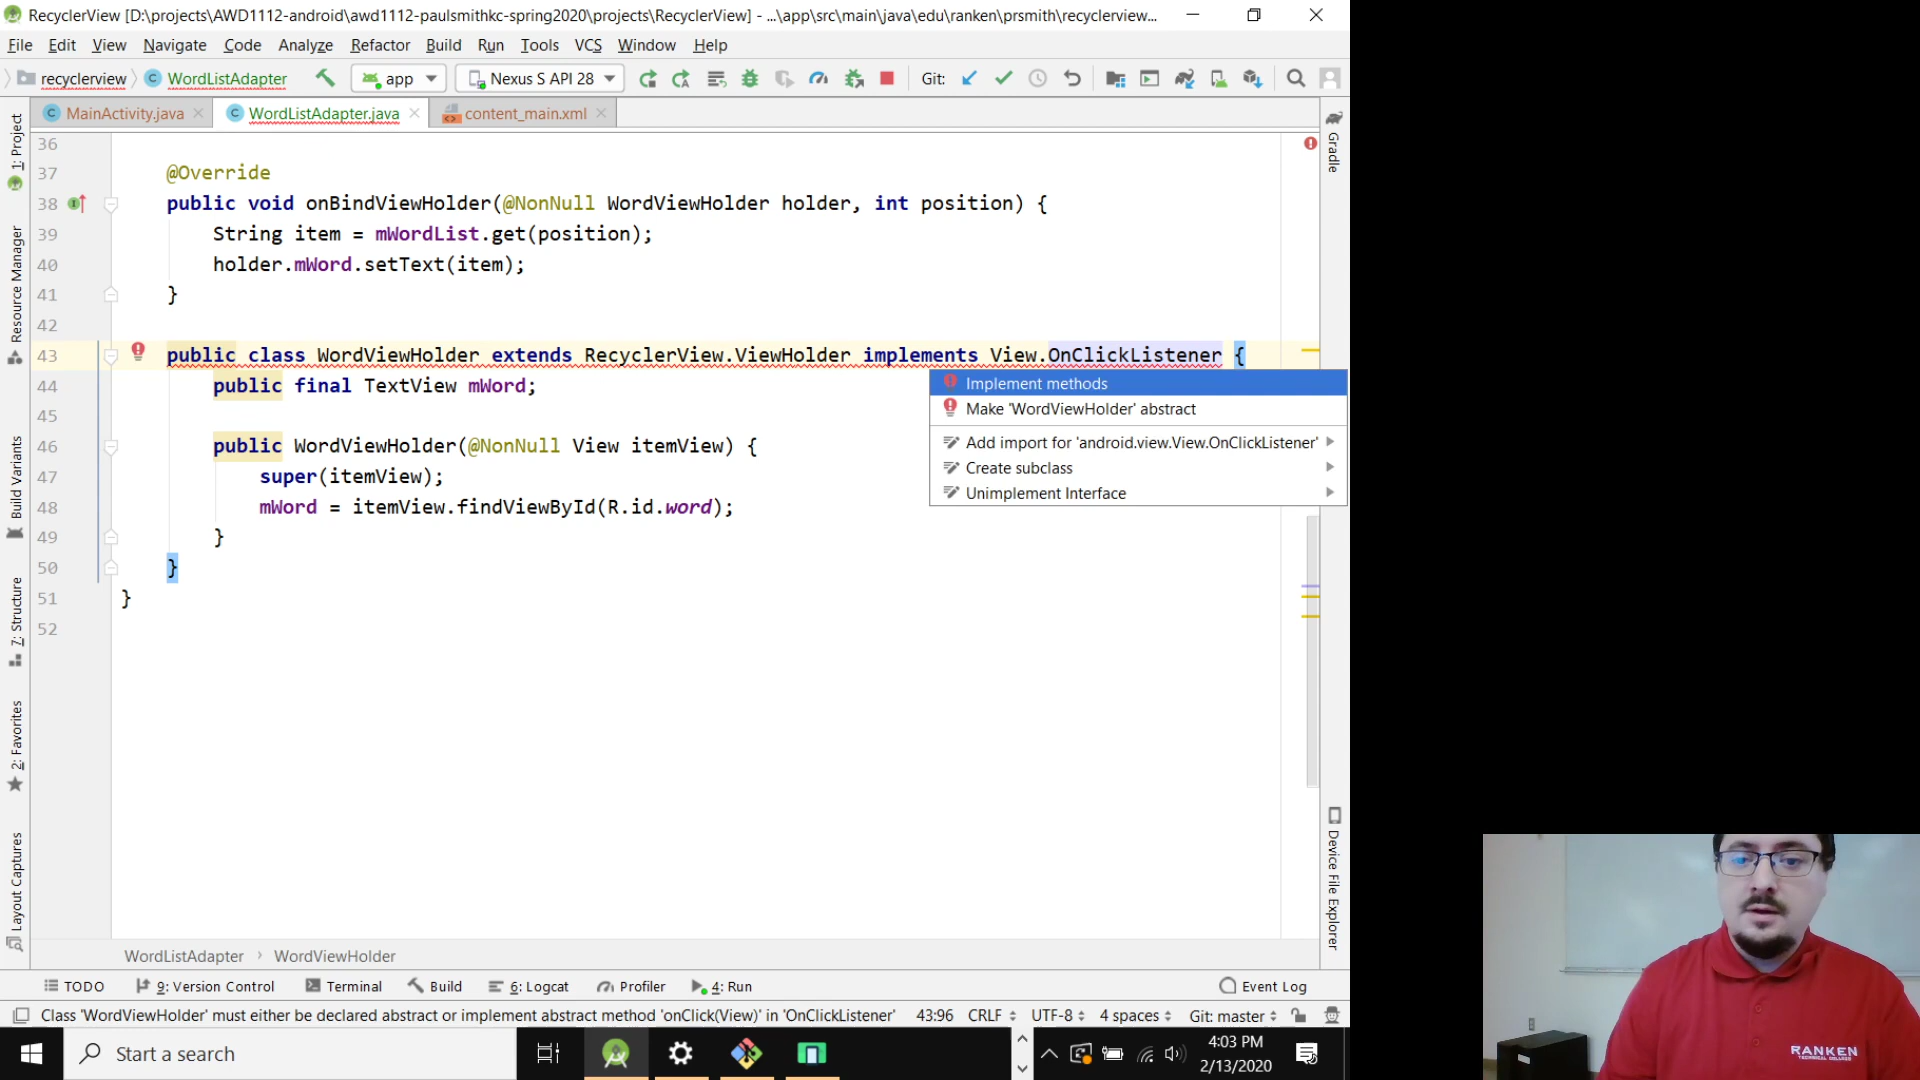 RecyclerView [D:\projects\AWD1112-android\awd1112-paulsmithkc-spring2020\projects\RecyclerView] - ...\app\src\main\java\edu\ranken\prsmith\recyclerview...
File Edit View Navigate Code Analyze Refactor Build Run Tools VCS Window Help
recyclerview WordListAdapter app Nexus S API 28 Git:
MainActivity.java WordListAdapter.java content_main.xml
36
37 @Override
38 public void onBindViewHolder(@NonNull WordViewHolder holder, int position) {
39 String item = mWordList.get(position);
40 holder.mWord.setText(item);
41 }
42
43 public class WordViewHolder extends RecyclerView.ViewHolder implements View.OnClickListener {
44 public final TextView mWord;
45
46 public WordViewHolder(@NonNull View itemView) {
47 super(itemView);
48 mWord = itemView.findViewById(R.id.word);
49 }
50 }
51 }
52
Implement methods
Make 'WordViewHolder' abstract
Add import for 'android.view.View.OnClickListener'
Create subclass
Unimplement Interface
1: Project
Resource Manager
Build Variants
7: Structure
2: Favorites
Layout Captures
Gradle
Device File Explorer
WordListAdapter › WordViewHolder
TODO 9: Version Control Terminal Build 6: Logcat Profiler 4: Run Event Log
Class 'WordViewHolder' must either be declared abstract or implement abstract method 'onClick(View)' in 'OnClickListener' 43:96 CRLF UTF-8 4 spaces Git: master
Start a search
4:03 PM
2/13/2020
RANKEN
TECHNICAL COLLEGE